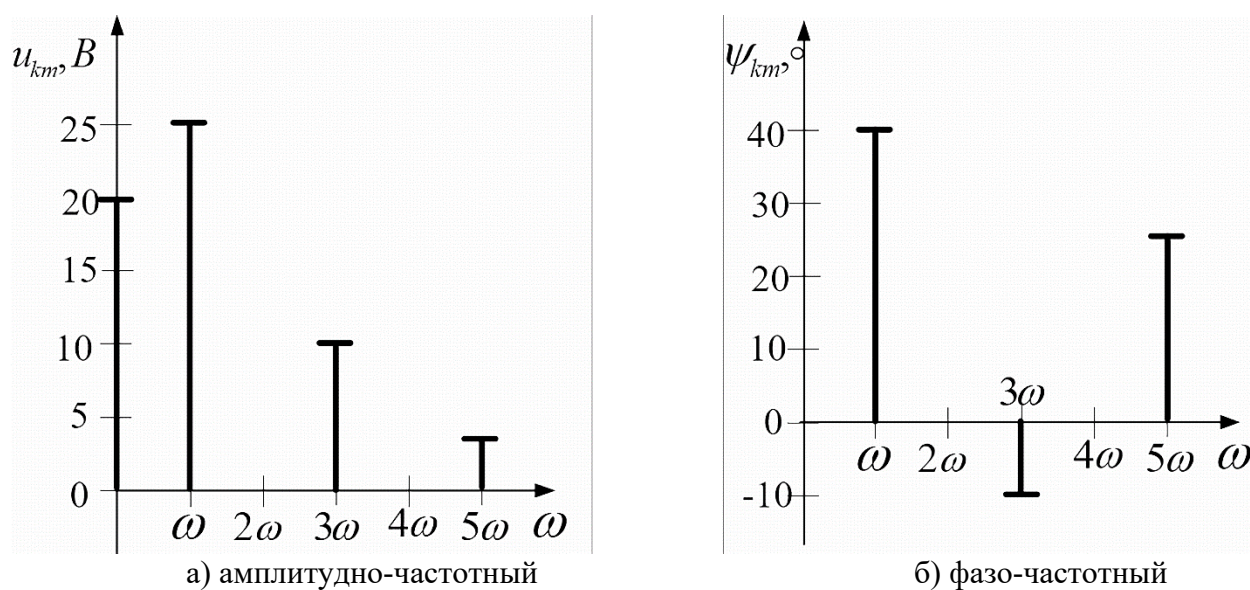 u_km, В
25
20
15
10
5
0
ω
2ω
3ω
4ω
5ω
ω
а) амплитудно-частотный
ψ_km, °
40
30
20
10
0
-10
ω
2ω
3ω
4ω
5ω
ω
б) фазо-частотный